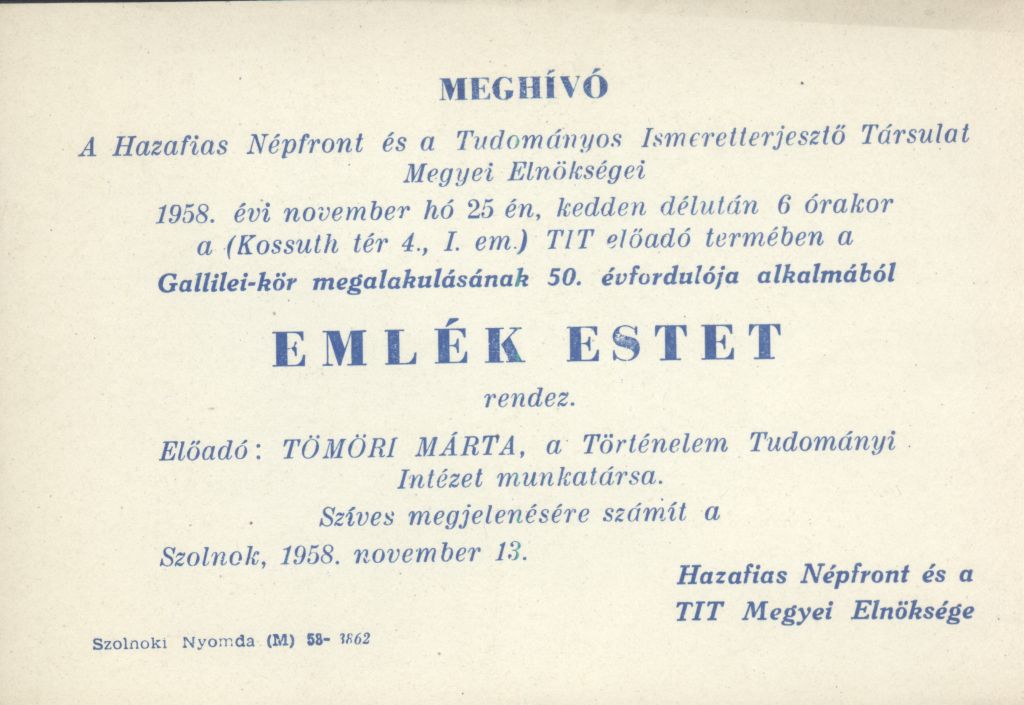 MEGHÍVÓ
A Hazafias Népfront és a Tudományos Ismeretterjesztő Társulat
Megyei Elnökségei
1958. évi november hó 25 én, kedden délután 6 órakor
a (Kossuth tér 4., I. em.) TIT előadó termében a
Gallilei-kör megalakulásának 50. évfordulója alkalmából
EMLÉK ESTET
rendez.
Előadó: TÖMÖRI MÁRTA, a Történelem Tudományi
Intézet munkatársa.
Szíves megjelenésére számít a
Szolnok, 1958. november 13.
Hazafias Népfront és a
TIT Megyei Elnöksége
Szolnoki Nyomda (M) 58- 3862